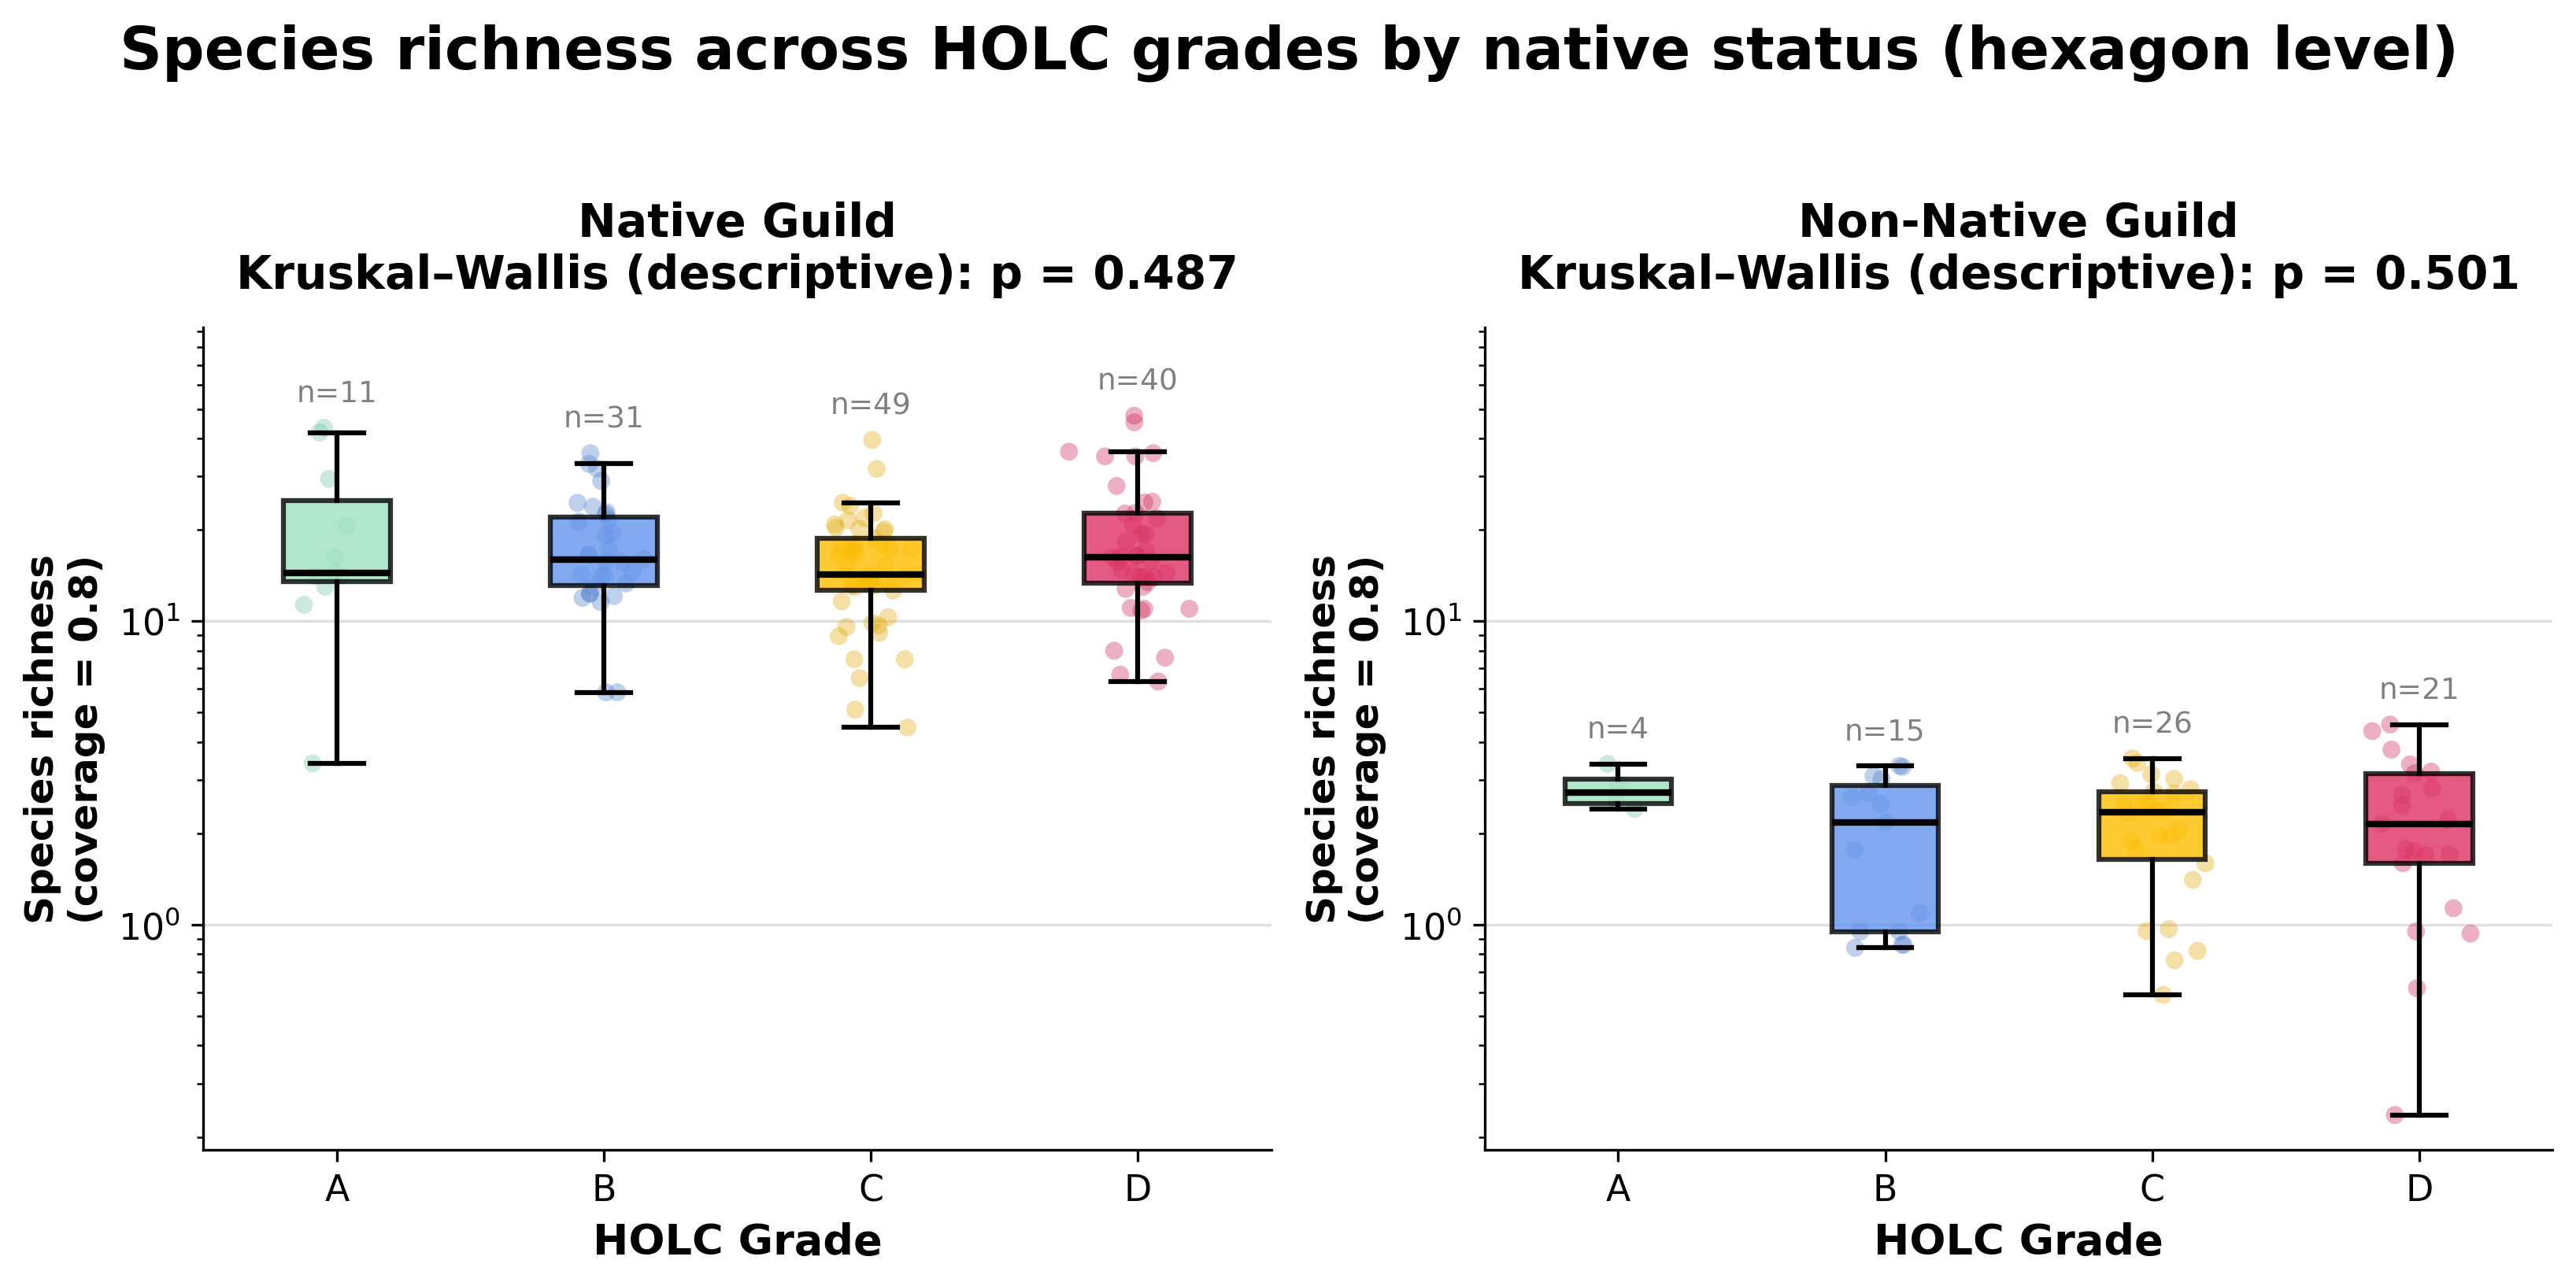 Species richness across HOLC grades by native status (hexagon level)
Native Guild
Kruskal–Wallis (descriptive): p = 0.487
Species richness
(coverage = 0.8)
10¹
10⁰
n=11
n=31
n=49
n=40
A
B
C
D
HOLC Grade
Non-Native Guild
Kruskal–Wallis (descriptive): p = 0.501
Species richness
(coverage = 0.8)
10¹
10⁰
n=4
n=15
n=26
n=21
A
B
C
D
HOLC Grade